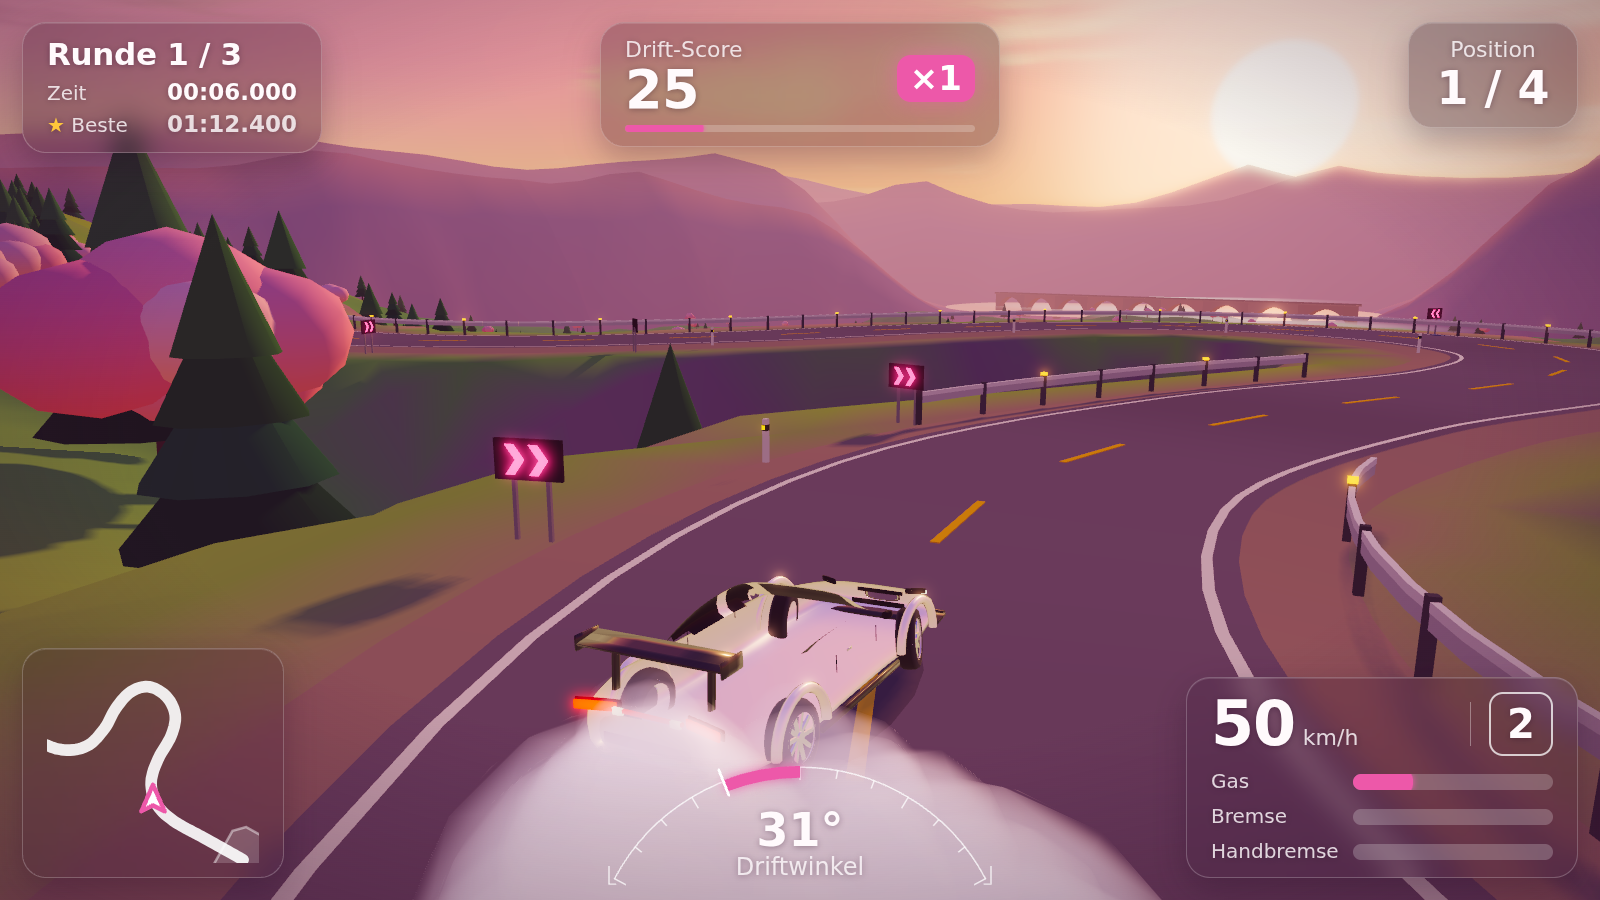 Runde 1 / 3
Zeit 00:06.000
★ Beste 01:12.400
Drift-Score
25
×1
Position
1 / 4
31°
Driftwinkel
50 km/h
2
Gas
Bremse
Handbremse